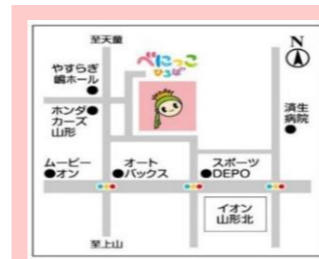 至天童
べにっこ
ひろば
N
やすらぎ
嶋ホール
ホンダ
カーズ
山形
済生
病院
ムービー
オン
オート
バックス
スポーツ
DEPO
イオン
山形北
至上山